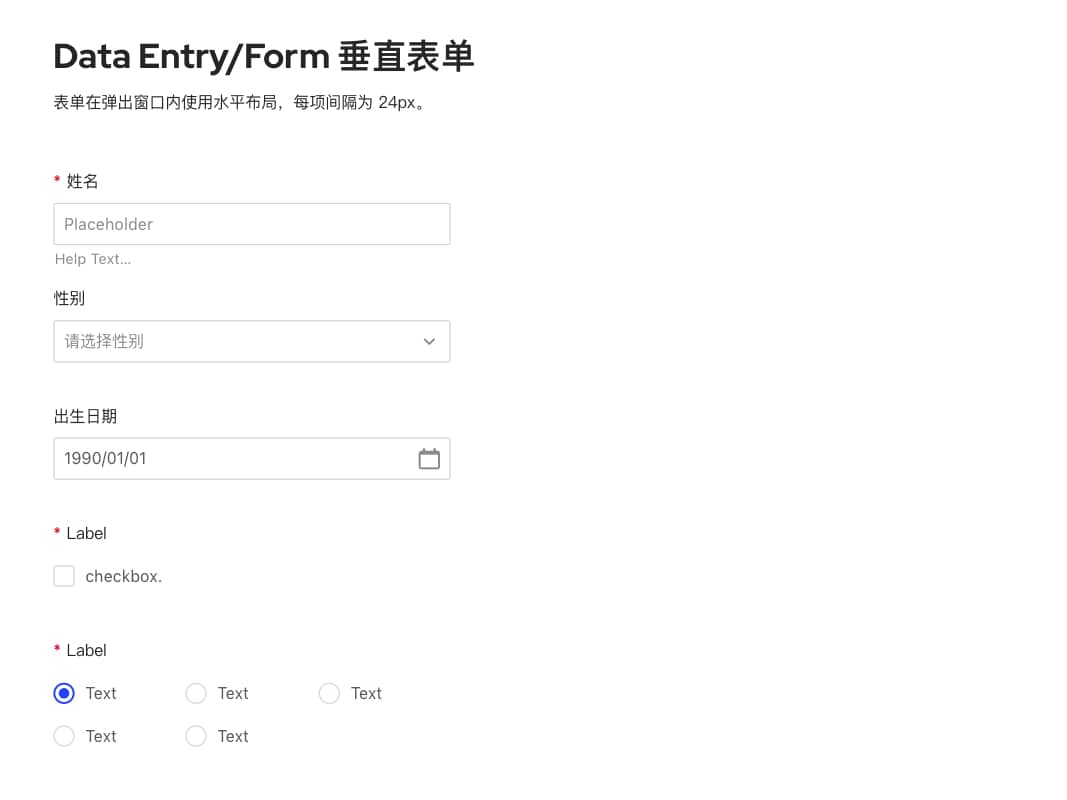 Data Entry/Form 垂直表单
表单在弹出窗口内使用水平布局，每项间隔为 24px。
* 姓名
Placeholder
Help Text...
性别
请选择性别
出生日期
1990/01/01
* Label
checkbox.
* Label
Text Text Text
Text Text